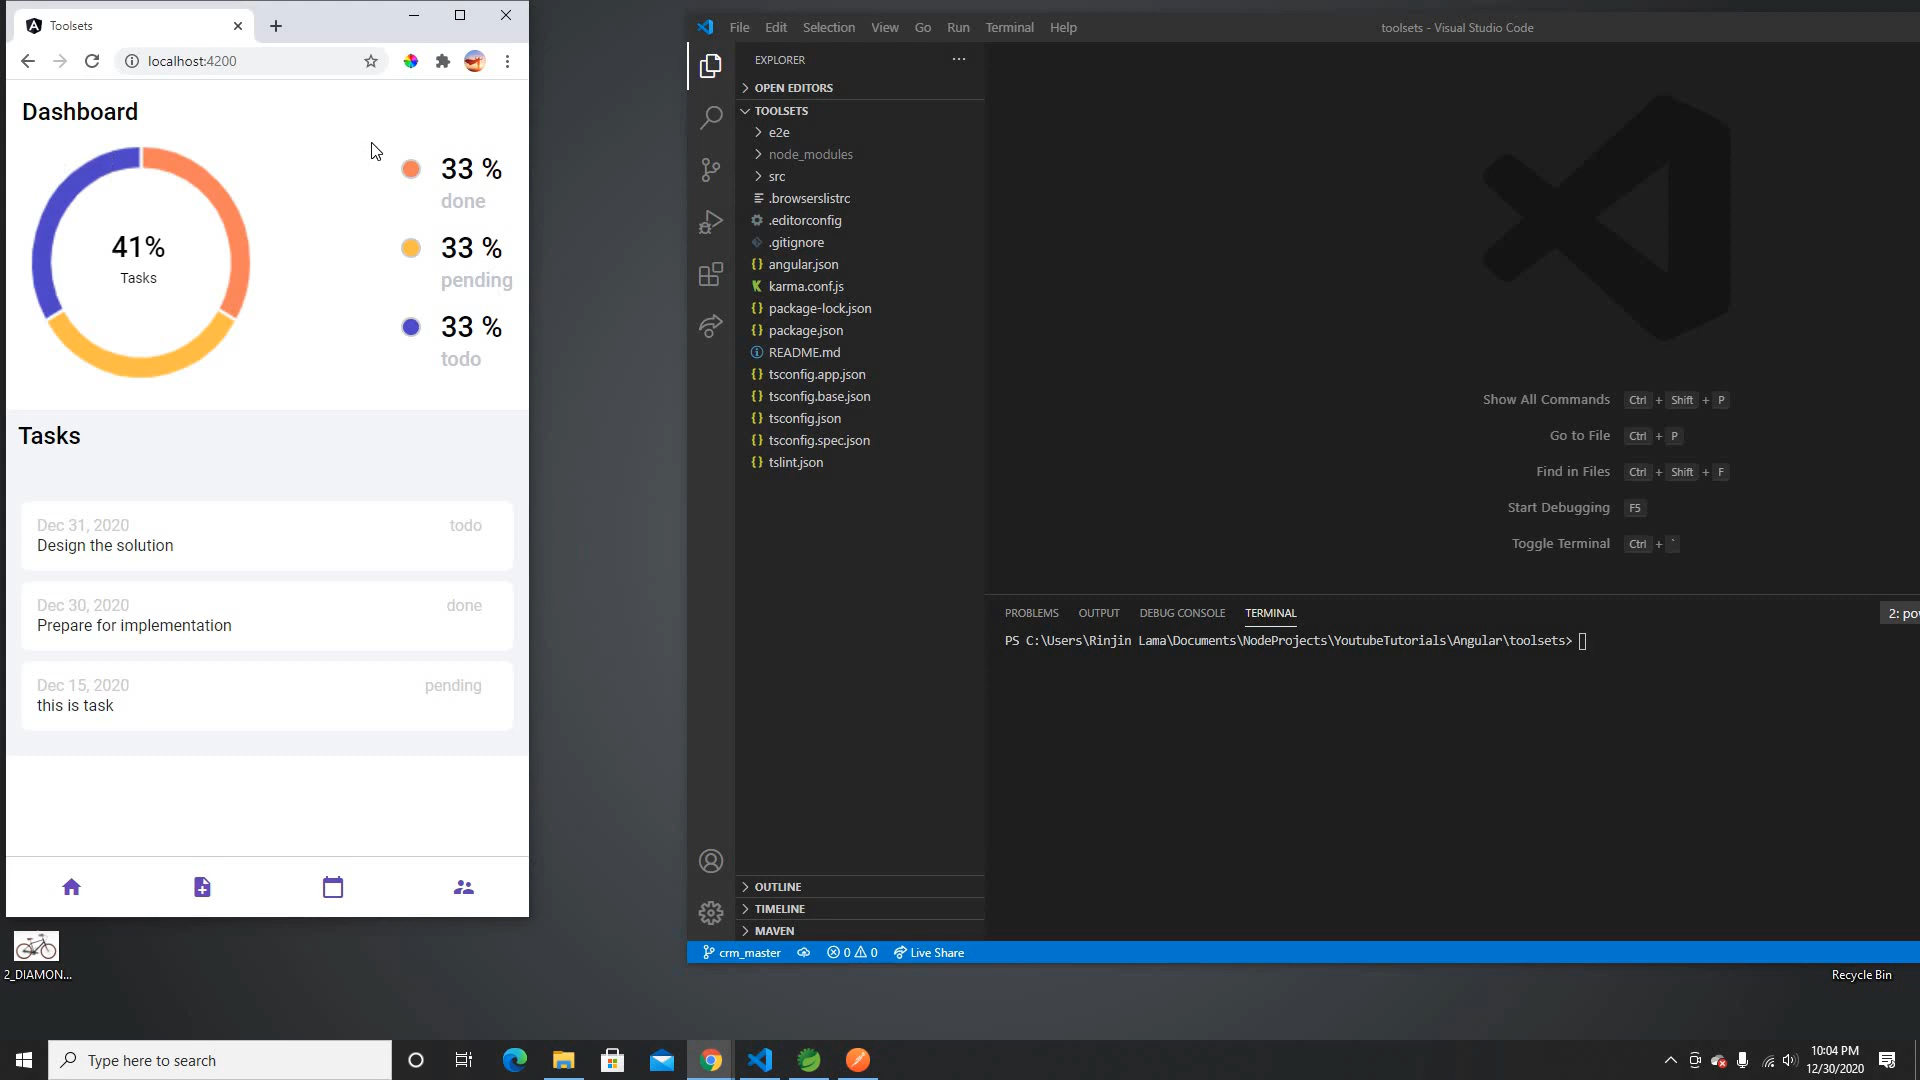 Toolsets
localhost:4200
Dashboard
33 %
done
33 %
pending
33 %
todo
41%
Tasks
Tasks
Dec 31, 2020 todo
Design the solution
Dec 30, 2020 done
Prepare for implementation
Dec 15, 2020 pending
this is task
2_DIAMON...
File Edit Selection View Go Run Terminal Help
toolsets - Visual Studio Code
EXPLORER
OPEN EDITORS
TOOLSETS
e2e
node_modules
src
.browserslistrc
.editorconfig
.gitignore
angular.json
karma.conf.js
package-lock.json
package.json
README.md
tsconfig.app.json
tsconfig.base.json
tsconfig.json
tsconfig.spec.json
tslint.json
OUTLINE
TIMELINE
MAVEN
Show All Commands Ctrl + Shift + P
Go to File Ctrl + P
Find in Files Ctrl + Shift + F
Start Debugging F5
Toggle Terminal Ctrl + `
PROBLEMS OUTPUT DEBUG CONSOLE TERMINAL
2: pow
PS C:\Users\Rinjin Lama\Documents\NodeProjects\YoutubeTutorials\Angular\toolsets>
crm_master 0 0 Live Share
Recycle Bin
Type here to search
10:04 PM
12/30/2020